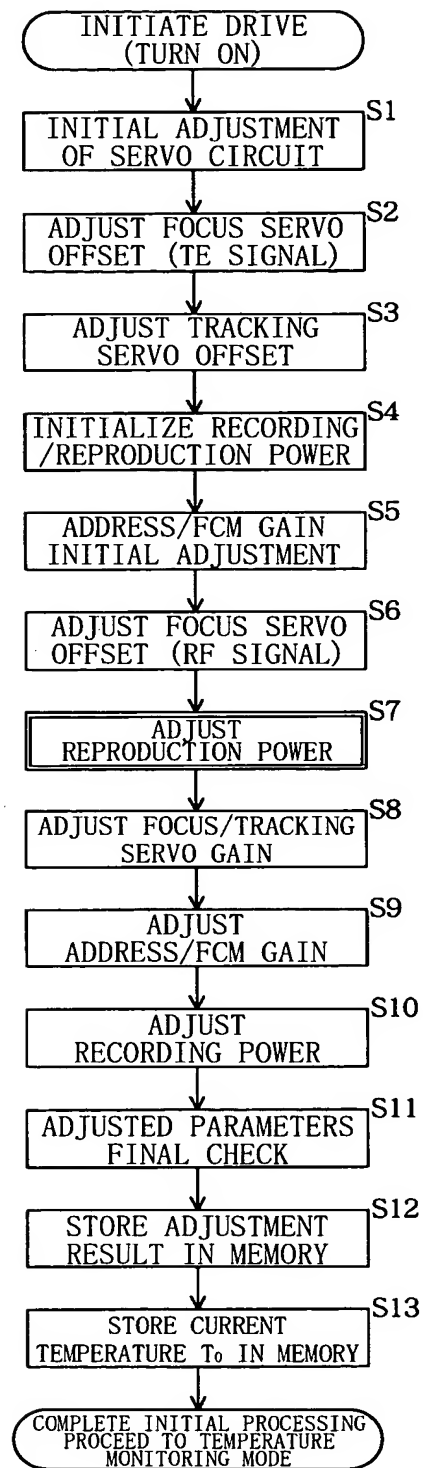 INITIATE DRIVE
(TURN ON)
S1
INITIAL ADJUSTMENT
OF SERVO CIRCUIT
S2
ADJUST FOCUS SERVO
OFFSET (TE SIGNAL)
S3
ADJUST TRACKING
SERVO OFFSET
S4
INITIALIZE RECORDING
/REPRODUCTION POWER
S5
ADDRESS/FCM GAIN
INITIAL ADJUSTMENT
S6
ADJUST FOCUS SERVO
OFFSET (RF SIGNAL)
S7
ADJUST
REPRODUCTION POWER
S8
ADJUST FOCUS/TRACKING
SERVO GAIN
S9
ADJUST
ADDRESS/FCM GAIN
S10
ADJUST
RECORDING POWER
S11
ADJUSTED PARAMETERS
FINAL CHECK
S12
STORE ADJUSTMENT
RESULT IN MEMORY
S13
STORE CURRENT
TEMPERATURE T₀ IN MEMORY
COMPLETE INITIAL PROCESSING
PROCEED TO TEMPERATURE
MONITORING MODE